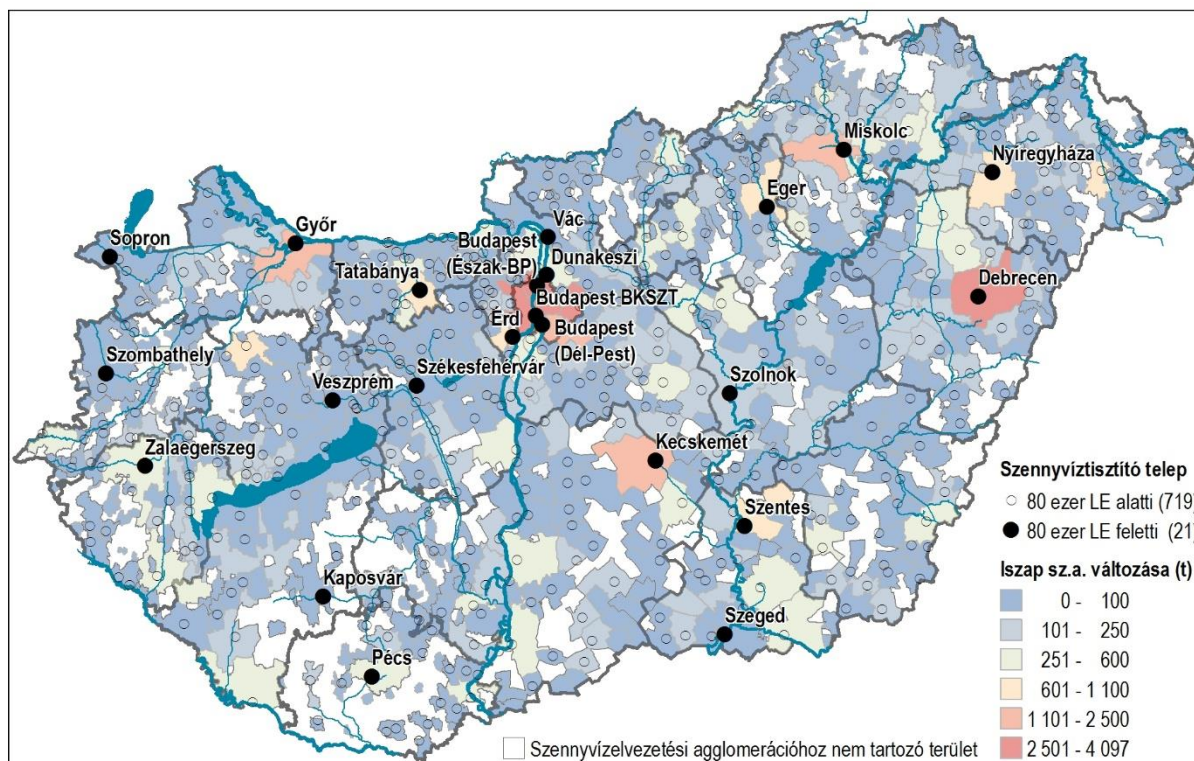 Miskolc
Nyíregyháza
Eger
Vác
Győr
Sopron
Budapest
(Észak-BP)
Dunakeszi
Tatabánya
Debrecen
Budapest BKSZT
Érd
Budapest
(Dél-Pest)
Szombathely
Székesfehérvár
Veszprém
Szolnok
Zalaegerszeg
Kecskemét
Szentes
Kaposvár
Szeged
Pécs
Szennyvíztisztító telep
80 ezer LE alatti (719
80 ezer LE feletti (21
Iszap sz.a. változása (t)
0 - 100
101 - 250
251 - 600
601 - 1 100
1 101 - 2 500
2 501 - 4 097
Szennyvízelvezetési agglomerációhoz nem tartozó terület